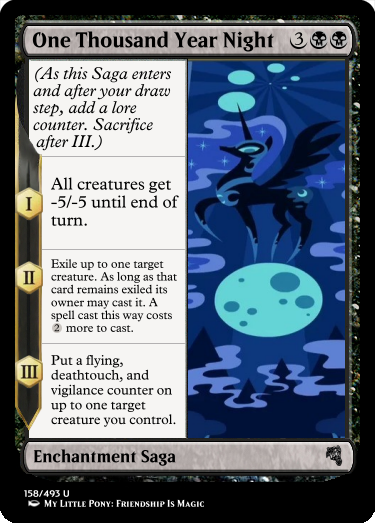 One Thousand Year Night 3
(As this Saga enters
and after your draw
step, add a lore
counter. Sacrifice
after III.)
I
All creatures get
-5/-5 until end of
turn.
II
Exile up to one target
creature. As long as that
card remains exiled its
owner may cast it. A
spell cast this way costs
2 more to cast.
III
Put a flying,
deathtouch, and
vigilance counter on
up to one target
creature you control.
Enchantment Saga
158/493 U
My Little Pony: Friendship Is Magic